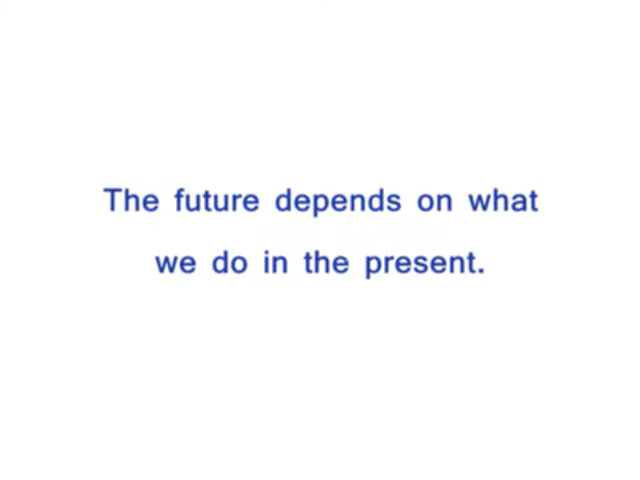 The future depends on what
we do in the present.